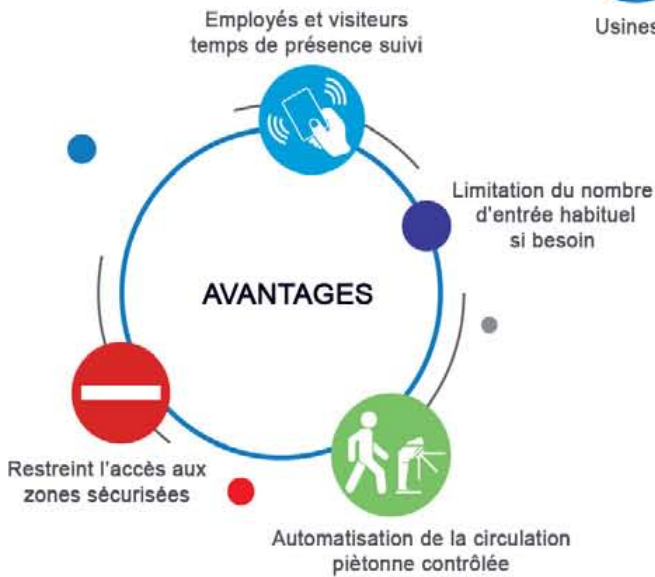 Employés et visiteurs
temps de présence suivi
Usines
Limitation du nombre
d'entrée habituel
si besoin
AVANTAGES
Restreint l'accès aux
zones sécurisées
Automatisation de la circulation
piètonne contrôlée